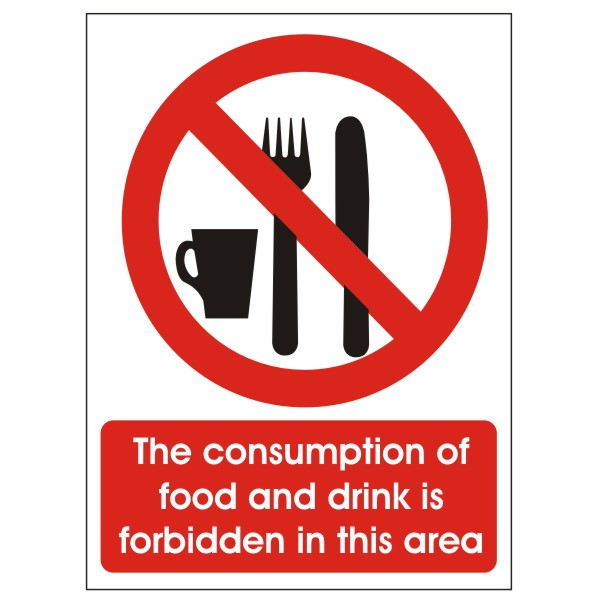 The consumption of
food and drink is
forbidden in this area